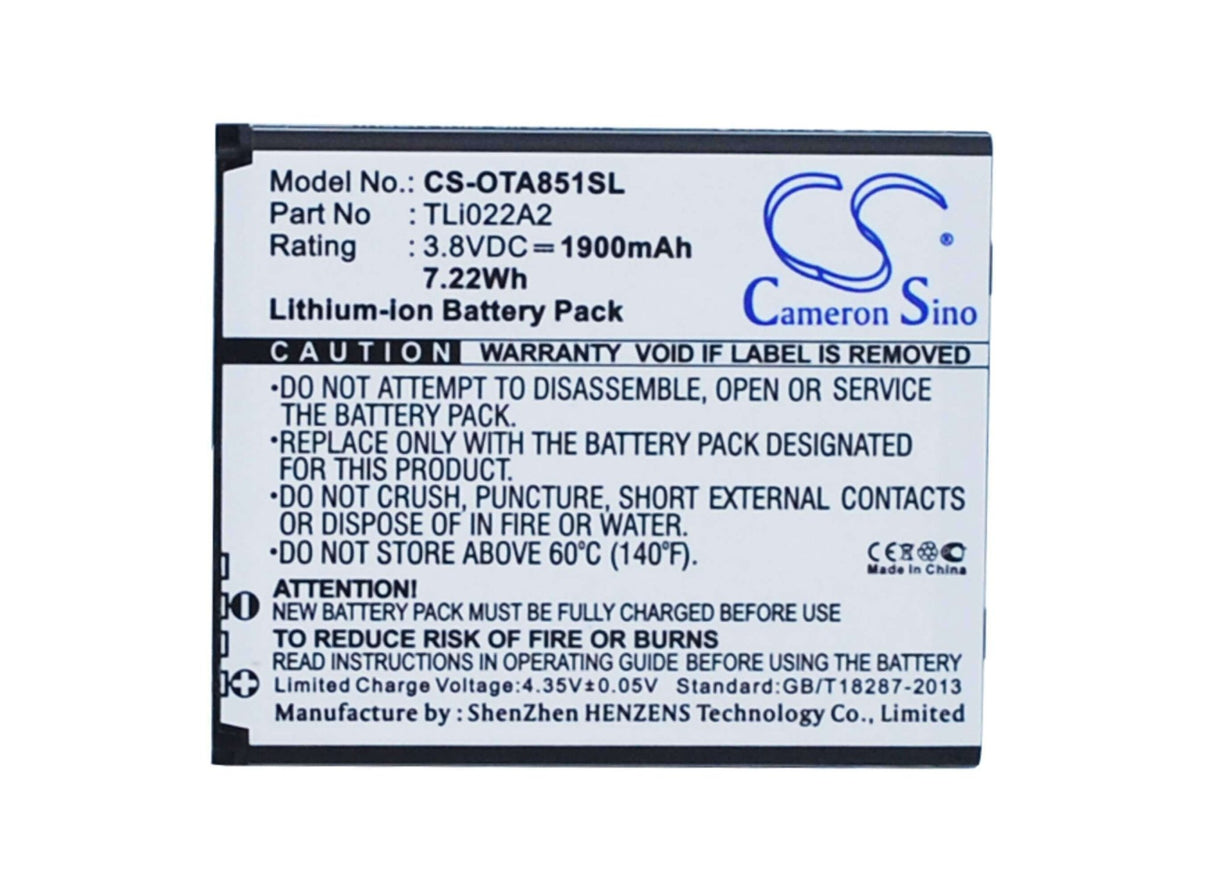 Model No.: CS-OTA851SL
Part No : TLi022A2
Rating : 3.8VDC⎓1900mAh
7.22Wh
Lithium-ion Battery Pack
CS ®
Cameron Sino
CAUTION WARRANTY VOID IF LABEL IS REMOVED
·DO NOT ATTEMPT TO DISASSEMBLE, OPEN OR SERVICE
THE BATTERY PACK.
·REPLACE ONLY WITH THE BATTERY PACK DESIGNATED
FOR THIS PRODUCT.
·DO NOT CRUSH, PUNCTURE, SHORT EXTERNAL CONTACTS
OR DISPOSE OF IN FIRE OR WATER.
·DO NOT STORE ABOVE 60°C (140°F).
CE
Made In China
ATTENTION!
NEW BATTERY PACK MUST BE FULLY CHARGED BEFORE USE
TO REDUCE RISK OF FIRE OR BURNS
READ INSTRUCTIONS OPERATING GUIDE BEFORE USING THE BATTERY
Limited Charge Voltage:4.35V±0.05V Standard:GB/T18287-2013
Manufacture by : ShenZhen HENZENS Technology Co., Limited